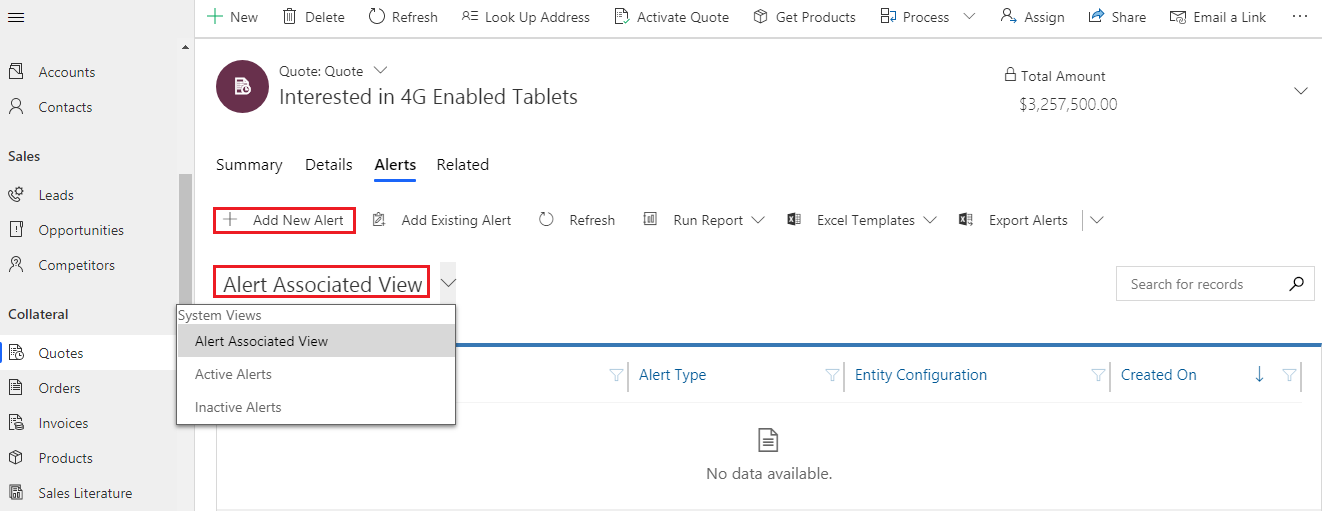 New Delete Refresh Look Up Address Activate Quote Get Products Process Assign Share Email a Link ...
Accounts
Contacts
Sales
Leads
Opportunities
Competitors
Collateral
Quotes
Orders
Invoices
Products
Sales Literature
Quote: Quote
Interested in 4G Enabled Tablets
Total Amount
$3,257,500.00
Summary Details Alerts Related
Add New Alert Add Existing Alert Refresh Run Report Excel Templates Export Alerts
Alert Associated View
Search for records
System Views
Alert Associated View
Active Alerts
Inactive Alerts
Alert Type Entity Configuration Created On
No data available.